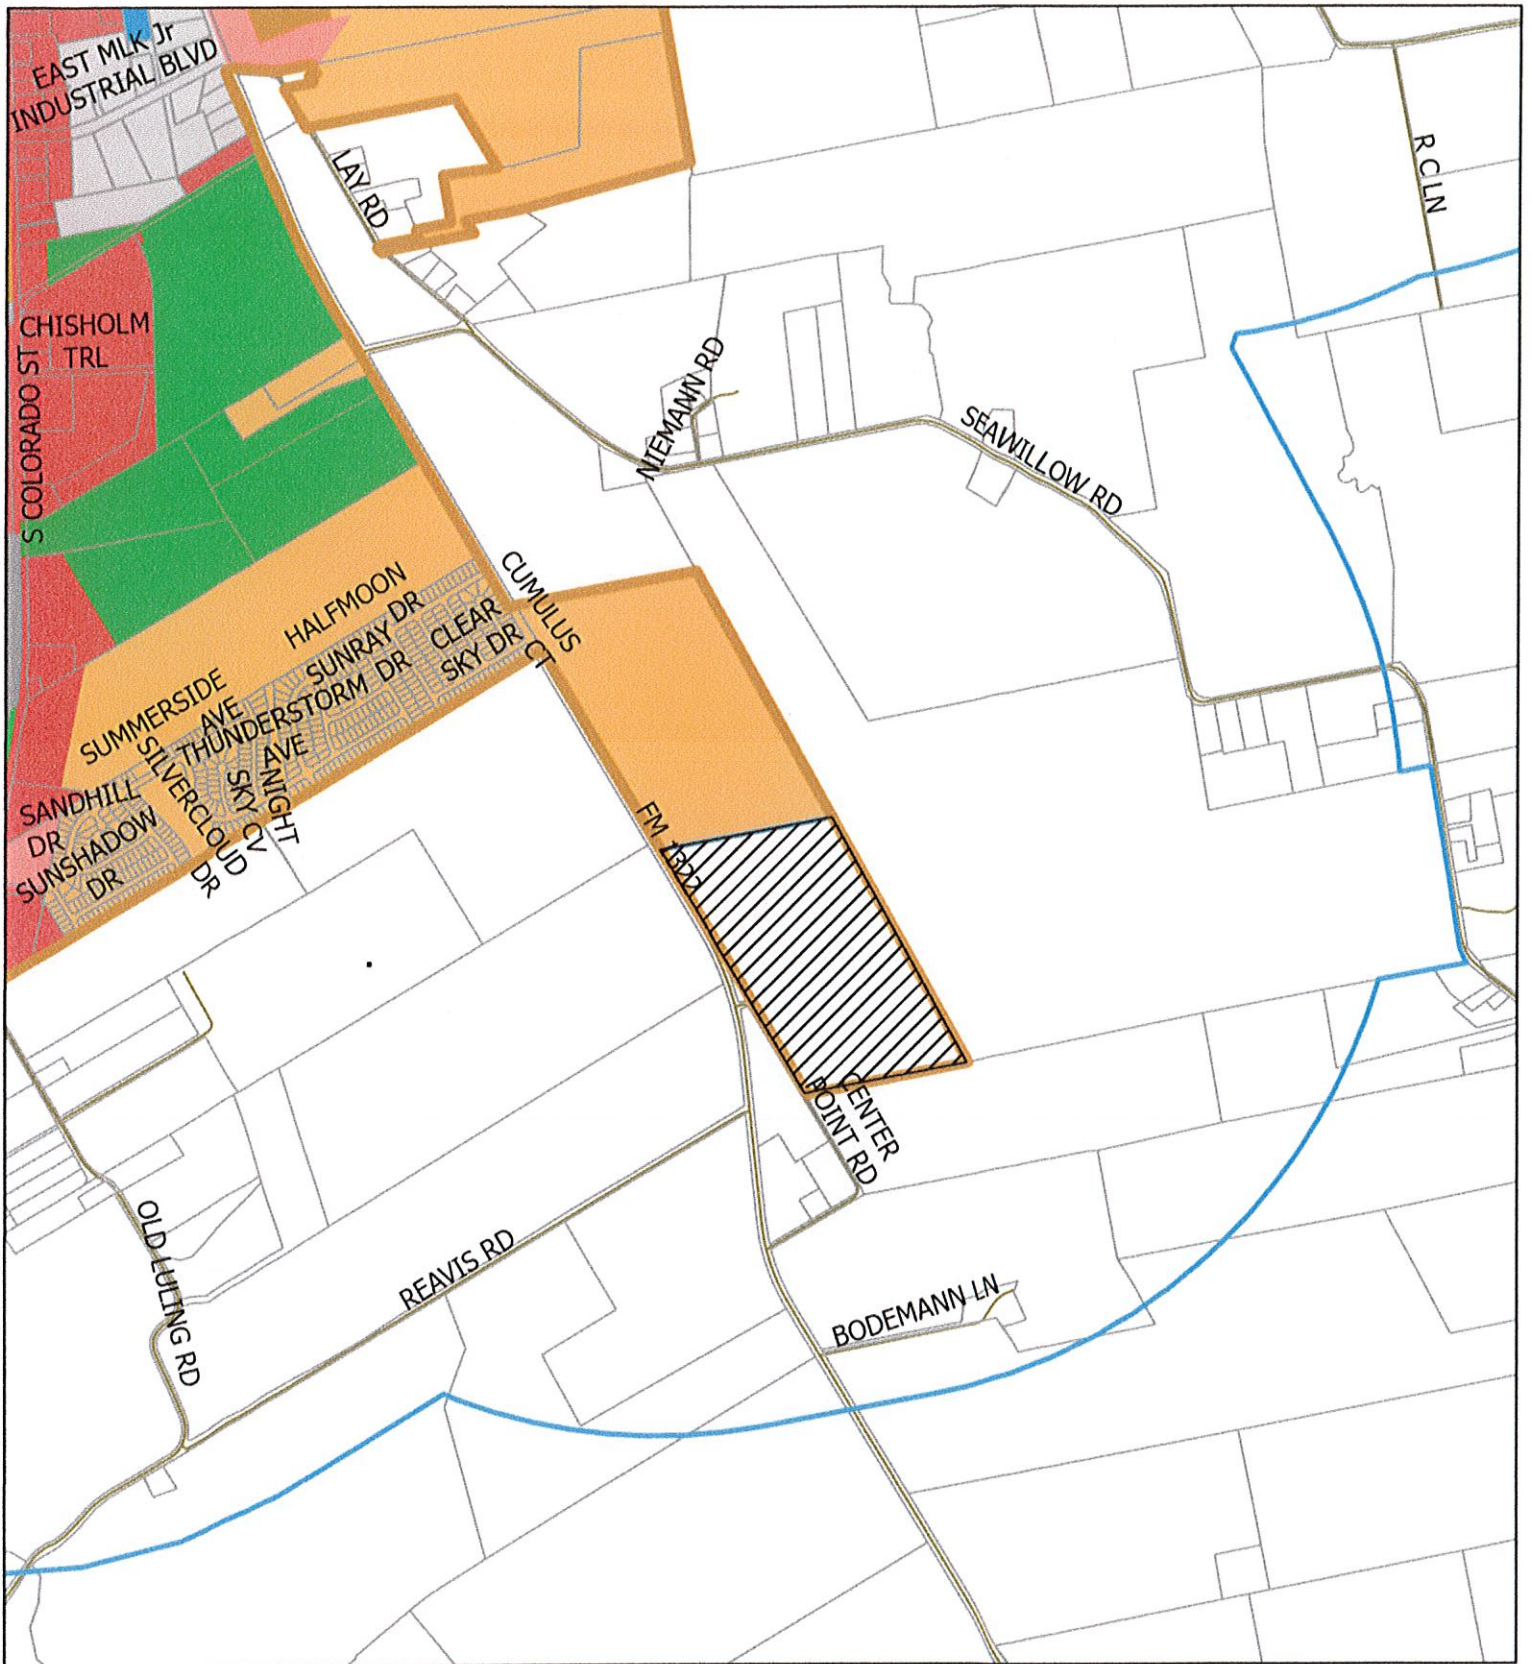 EAST MLK Jr
INDUSTRIAL BLVD
LAY RD
R C LN
CHISHOLM
TRL
S COLORADO ST
NIEMANN RD
SEAWILLOW RD
HALFMOON
CUMULUS
CT
SUNRAY DR
CLEAR
SKY DR
SUMMERSIDE
AVE
THUNDERSTORM DR
AVE
SILVERCLOUD
DR
NIGHT
SKY CV
SANDHILL
DR
SUNSHADOW
DR
FM 1322
CENTER
POINT RD
OLD LULING RD
REAVIS RD
BODEMANN LN